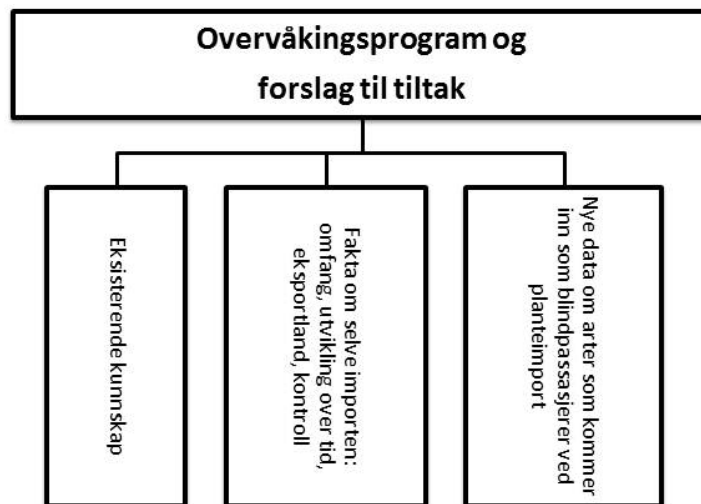 Overvåkingsprogram og
forslag til tiltak
Eksisterende kunnskap
Fakta om selve importen:
omfang, utvikling over tid,
eksportland, kontroll
Nye data om arter som kommer
inn som blindpassasjerer ved
planteimport